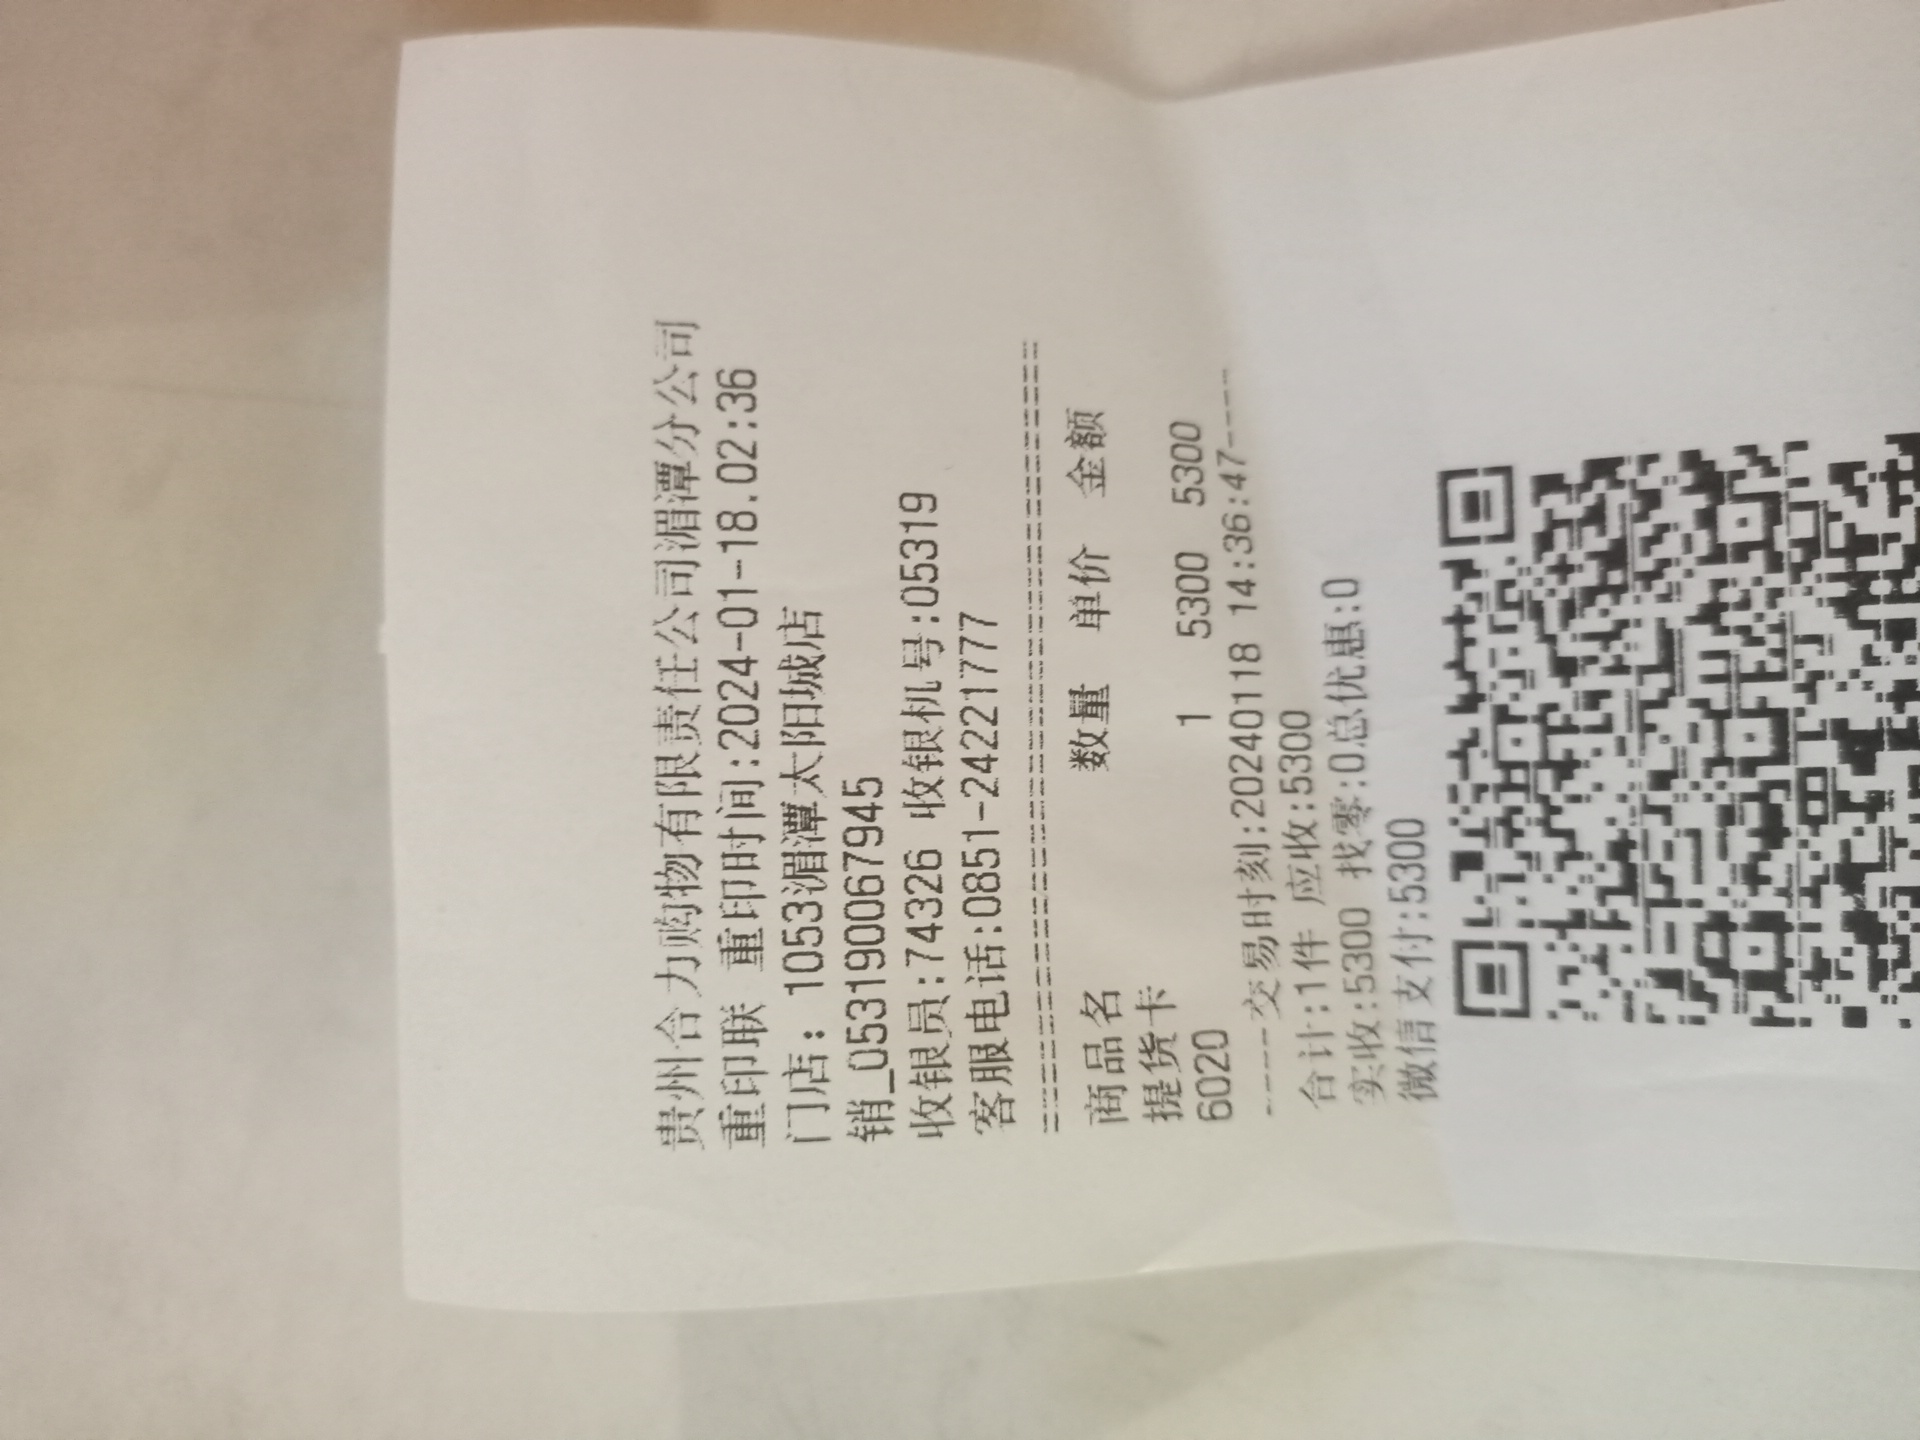 贵州合力购物有限责任公司湄潭分公司
重印联 重印时间:2024-01-18.02:36
门店: 1053湄潭太阳城店
销_053190067945
收银员:74326 收银机号:05319
客服电话:0851-2421777
==========================================
商品名 数量 单价 金额
提货卡
6020 1 5300 5300
----交易时刻:20240118 14:36:47----
合计:1件 应收:5300
实收:5300 找零:0总优惠:0
微信支付:5300